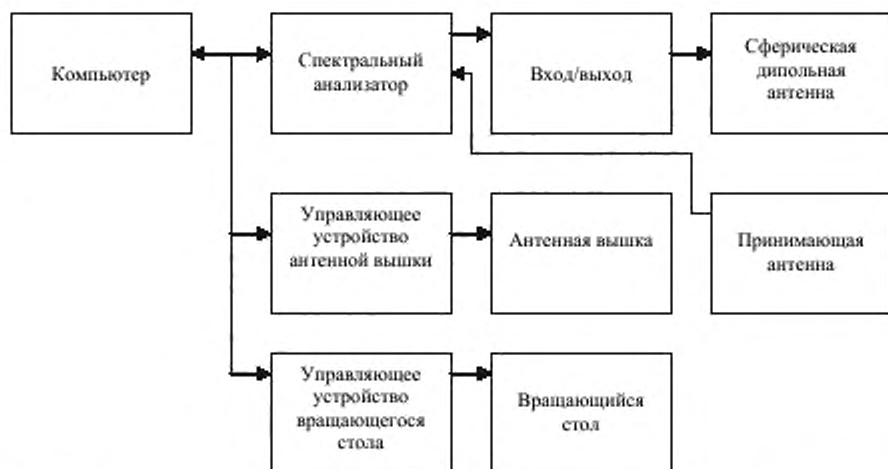 Компьютер
Спектральный
анализатор
Вход/выход
Сферическая
дипольная
антенна
Управляющее
устройство
антенной вышки
Антенная вышка
Принимающая
антенна
Управляющее
устройство
вращающегося
стола
Вращающийся
стол